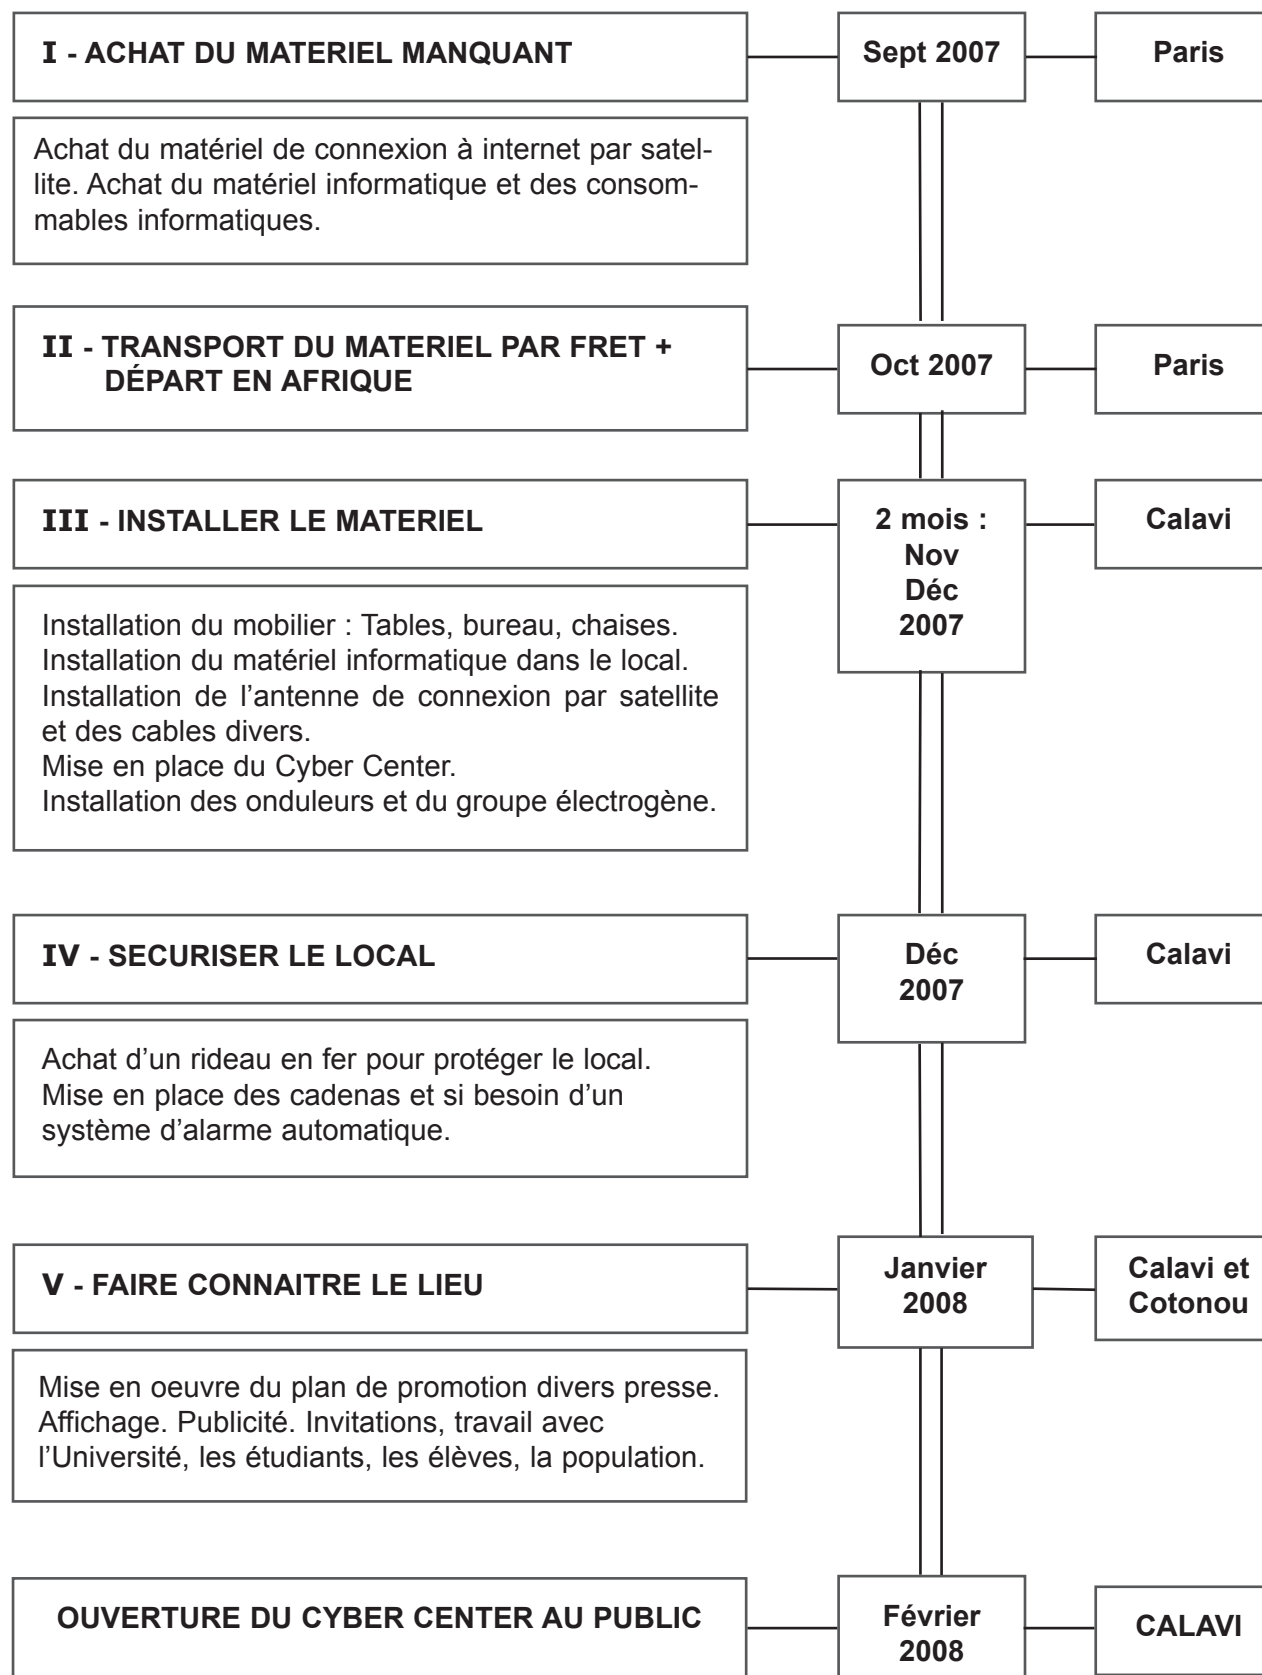 I - ACHAT DU MATERIEL MANQUANT
Sept 2007
Paris
Achat du matériel de connexion à internet par satel-
lite. Achat du matériel informatique et des consom-
mables informatiques.
II - TRANSPORT DU MATERIEL PAR FRET +
DÉPART EN AFRIQUE
Oct 2007
Paris
III - INSTALLER LE MATERIEL
2 mois :
Nov
Déc
2007
Calavi
Installation du mobilier : Tables, bureau, chaises.
Installation du matériel informatique dans le local.
Installation de l’antenne de connexion par satellite
et des cables divers.
Mise en place du Cyber Center.
Installation des onduleurs et du groupe électrogène.
IV - SECURISER LE LOCAL
Déc
2007
Calavi
Achat d’un rideau en fer pour protéger le local.
Mise en place des cadenas et si besoin d’un
système d’alarme automatique.
V - FAIRE CONNAITRE LE LIEU
Janvier
2008
Calavi et
Cotonou
Mise en oeuvre du plan de promotion divers presse.
Affichage. Publicité. Invitations, travail avec
l’Université, les étudiants, les élèves, la population.
OUVERTURE DU CYBER CENTER AU PUBLIC
Février
2008
CALAVI